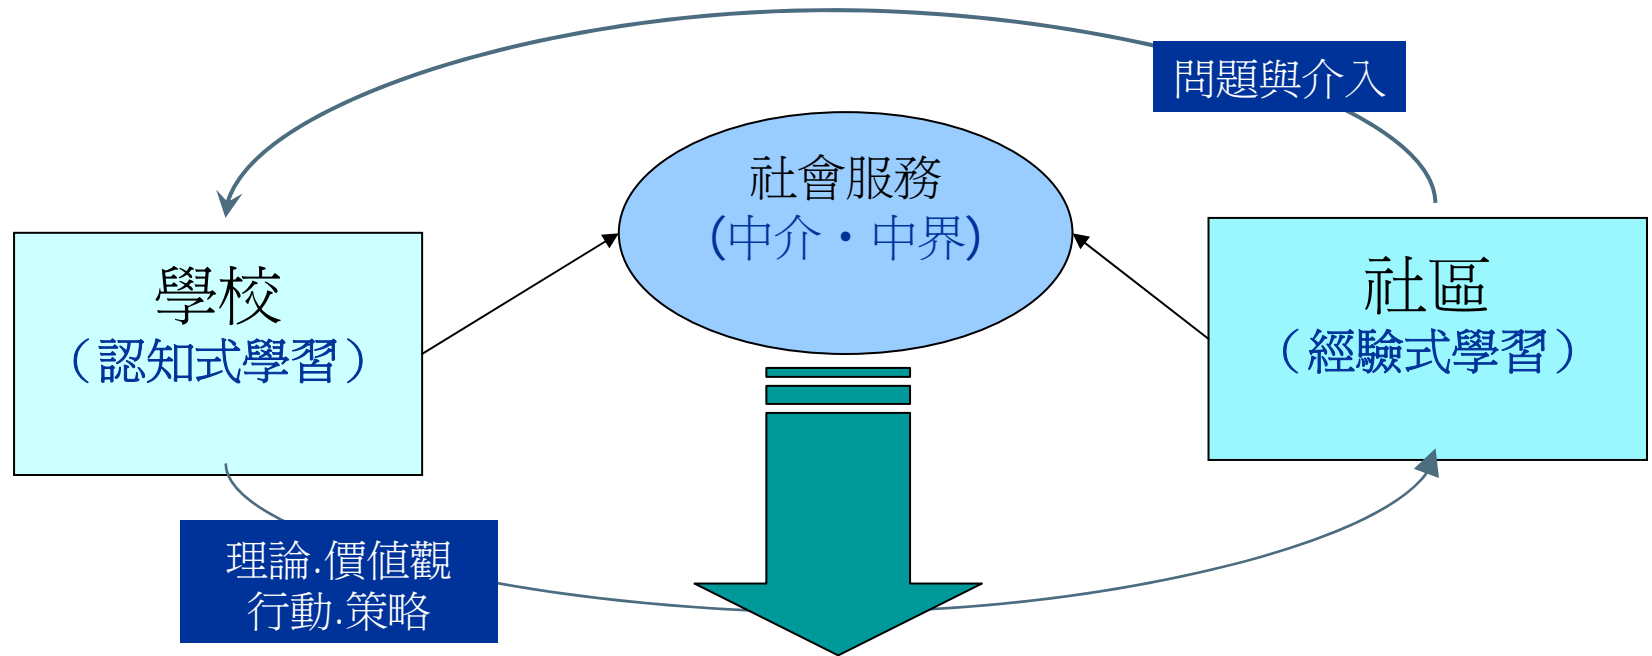 問題與介入
社會服務
(中介・中界)
學校
（認知式學習）
社區
（經驗式學習）
理論.價值觀
行動.策略